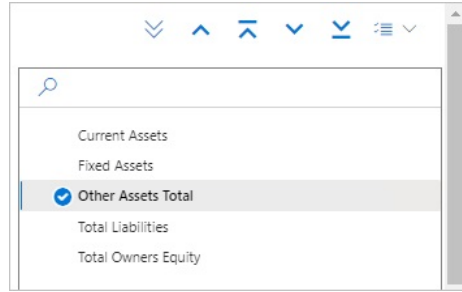 Current Assets
Fixed Assets
Other Assets Total
Total Liabilities
Total Owners Equity